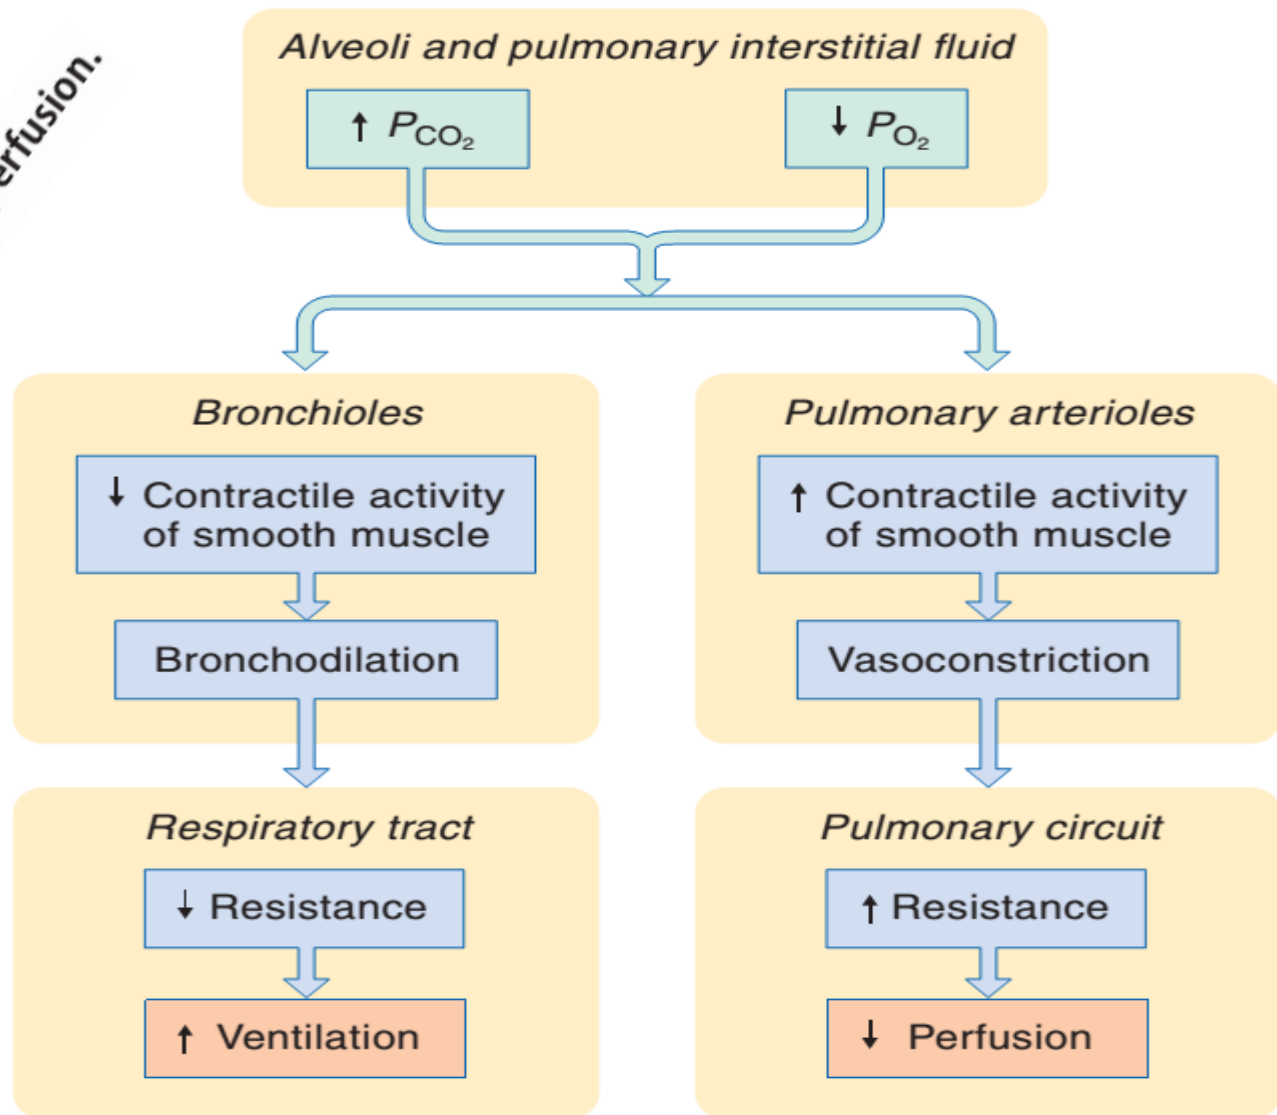 erfusion.
Alveoli and pulmonary interstitial fluid
↑ PCO2
↓ PO2
Bronchioles
Pulmonary arterioles
↓ Contractile activity
of smooth muscle
↑ Contractile activity
of smooth muscle
Bronchodilation
Vasoconstriction
Respiratory tract
Pulmonary circuit
↓ Resistance
↑ Resistance
↑ Ventilation
↓ Perfusion